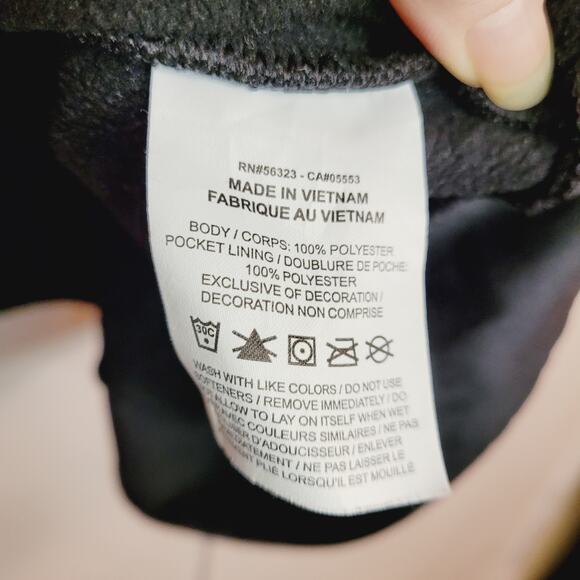 RN#56323 - CA#05553
MADE IN VIETNAM
FABRIQUE AU VIETNAM
BODY / CORPS: 100% POLYESTER
POCKET LINING / DOUBLURE DE POCHE:
100% POLYESTER
EXCLUSIVE OF DECORATION /
DECORATION NON COMPRISE
30C
WASH WITH LIKE COLORS / DO NOT USE
SOFTENERS / REMOVE IMMEDIATELY / DO
ALLOW TO LAY ON ITSELF WHEN WET
AVEC COULEURS SIMILAIRES / NE PAS
D'ADOUCISSEUR / ENLEVER
/ NE PAS LAISSER LE
PLIÉ LORSQU'IL EST MOUILLÉ